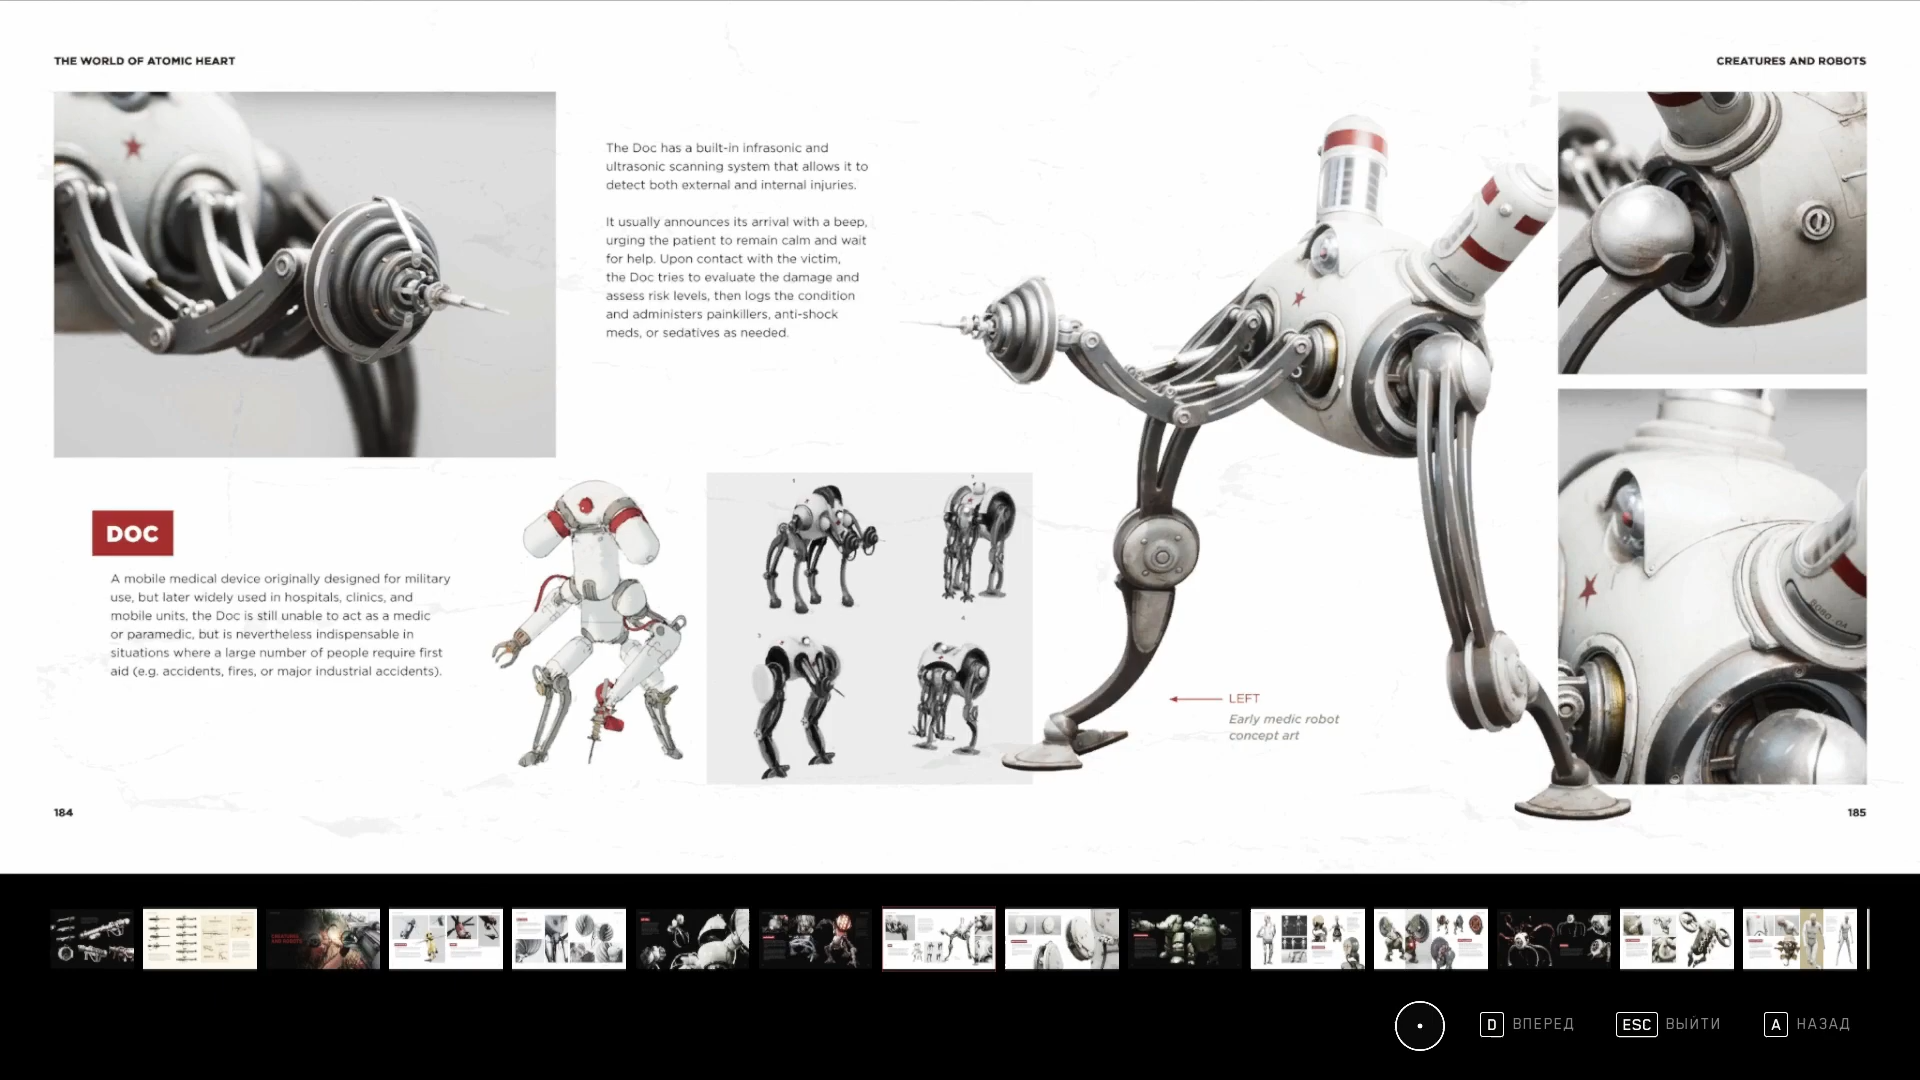 THE WORLD OF ATOMIC HEART
CREATURES AND ROBOTS
The Doc has a built-in infrasonic and
ultrasonic scanning system that allows it to
detect both external and internal injuries.
It usually announces its arrival with a beep,
urging the patient to remain calm and wait
for help. Upon contact with the victim,
the Doc tries to evaluate the damage and
assess risk levels, then logs the condition
and administers painkillers, anti-shock
meds, or sedatives as needed.
DOC
A mobile medical device originally designed for military
use, but later widely used in hospitals, clinics, and
mobile units, the Doc is still unable to act as a medic
or paramedic, but is nevertheless indispensable in
situations where a large number of people require first
aid (e.g. accidents, fires, or major industrial accidents).
LEFT
Early medic robot
concept art
184
185
D ВПЕРЕД
ESC ВЫЙТИ
A НАЗАД